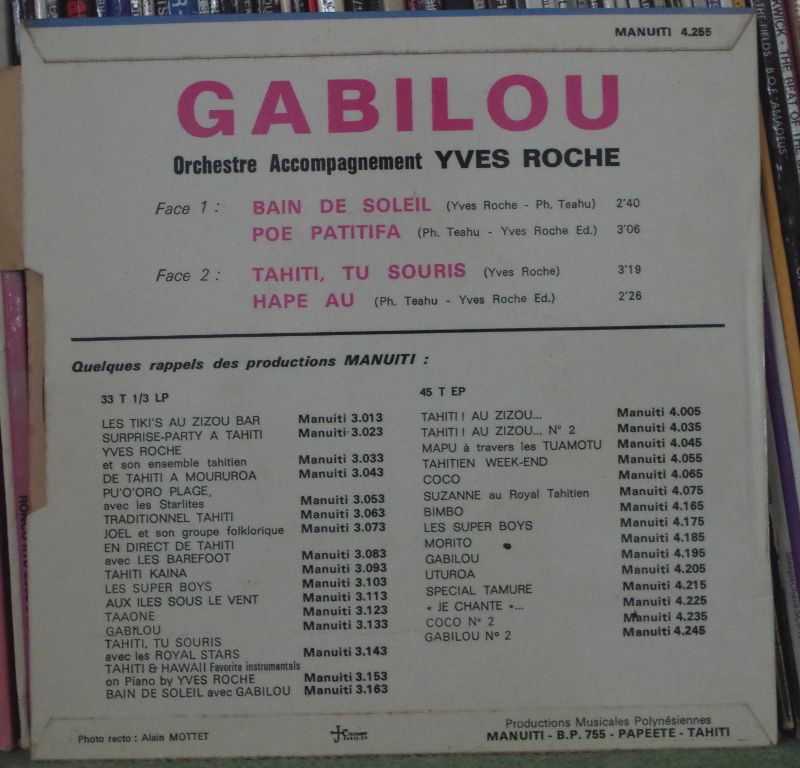 MANUITI 4.255
GABILOU
Orchestre Accompagnement YVES ROCHE
Face 1 : BAIN DE SOLEIL (Yves Roche - Ph. Teahu) 2'40
POE PATITIFA (Ph. Teahu - Yves Roche Ed.) 3'06
Face 2 : TAHITI, TU SOURIS (Yves Roche) 3'19
HAPE AU (Ph. Teahu - Yves Roche Ed.) 2'26
Quelques rappels des productions MANUITI :
33 T 1/3 LP
LES TIKI'S AU ZIZOU BAR Manuiti 3.013
SURPRISE-PARTY A TAHITI Manuiti 3.023
YVES ROCHE
et son ensemble tahitien Manuiti 3.033
DE TAHITI A MOURUROA Manuiti 3.043
PU'O'ORO PLAGE,
avec les Starlites Manuiti 3.053
TRADITIONNEL TAHITI Manuiti 3.063
JOEL et son groupe folklorique Manuiti 3.073
EN DIRECT DE TAHITI
avec LES BAREFOOT Manuiti 3.083
TAHITI KAINA Manuiti 3.093
LES SUPER BOYS Manuiti 3.103
AUX ILES SOUS LE VENT Manuiti 3.113
TAAONE Manuiti 3.123
GABILOU Manuiti 3.133
TAHITI, TU SOURIS
avec les ROYAL STARS Manuiti 3.143
TAHITI & HAWAII Favorite instrumentals
on Piano by YVES ROCHE Manuiti 3.153
BAIN DE SOLEIL avec GABILOU Manuiti 3.163
45 T EP
TAHITI ! AU ZIZOU... Manuiti 4.005
TAHITI ! AU ZIZOU... N° 2 Manuiti 4.035
MAPU à travers les TUAMOTU Manuiti 4.045
TAHITIEN WEEK-END Manuiti 4.055
COCO Manuiti 4.065
SUZANNE au Royal Tahitien Manuiti 4.075
BIMBO Manuiti 4.165
LES SUPER BOYS Manuiti 4.175
MORITO Manuiti 4.185
GABILOU Manuiti 4.195
UTUROA Manuiti 4.205
SPECIAL TAMURE Manuiti 4.215
« JE CHANTE »... Manuiti 4.225
COCO N° 2 Manuiti 4.235
GABILOU N° 2 Manuiti 4.245
Photo recto : Alain MOTTET
Productions Musicales Polynésiennes
MANUITI - B.P. 755 - PAPEETE - TAHITI
THE BEAT OF THE
B.O.F. AMADEUS